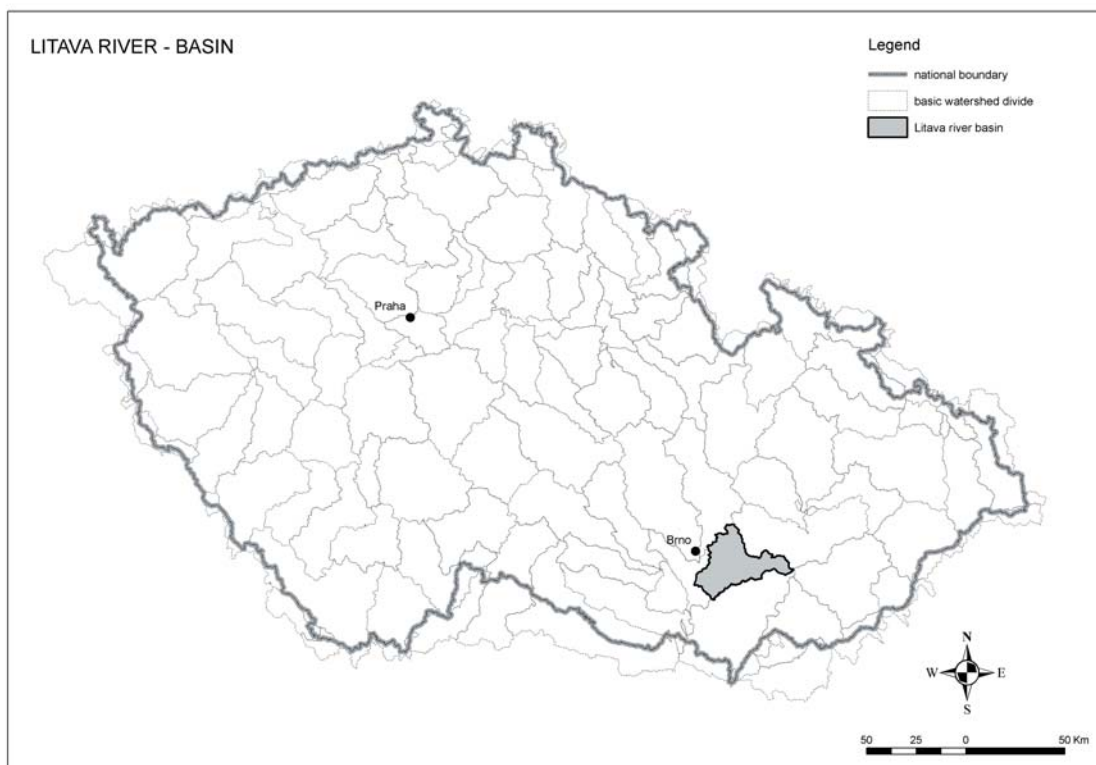 LITAVA RIVER - BASIN
Legend
national boundary
basic watershed divide
Litava river basin
Praha
Brno
N
W E
S
50 25 0 50 Km